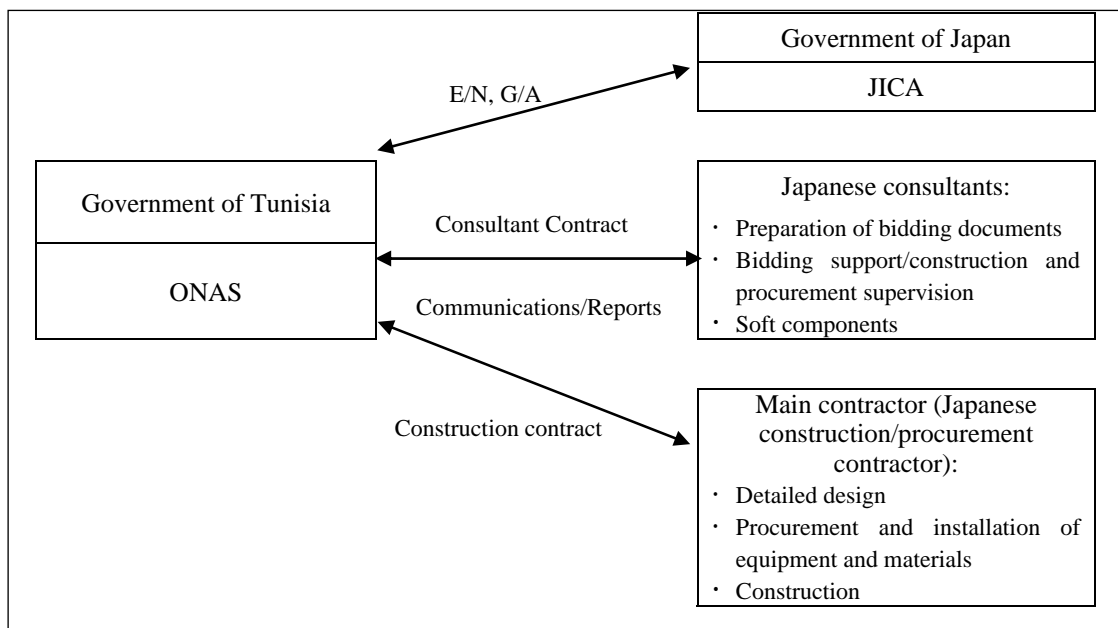 Government of Japan
JICA
E/N, G/A
Government of Tunisia
ONAS
Consultant Contract
Communications/Reports
Construction contract
Japanese consultants:
・ Preparation of bidding documents
・ Bidding support/construction and
procurement supervision
・ Soft components
Main contractor (Japanese
construction/procurement
contractor):
・ Detailed design
・ Procurement and installation of
equipment and materials
・ Construction